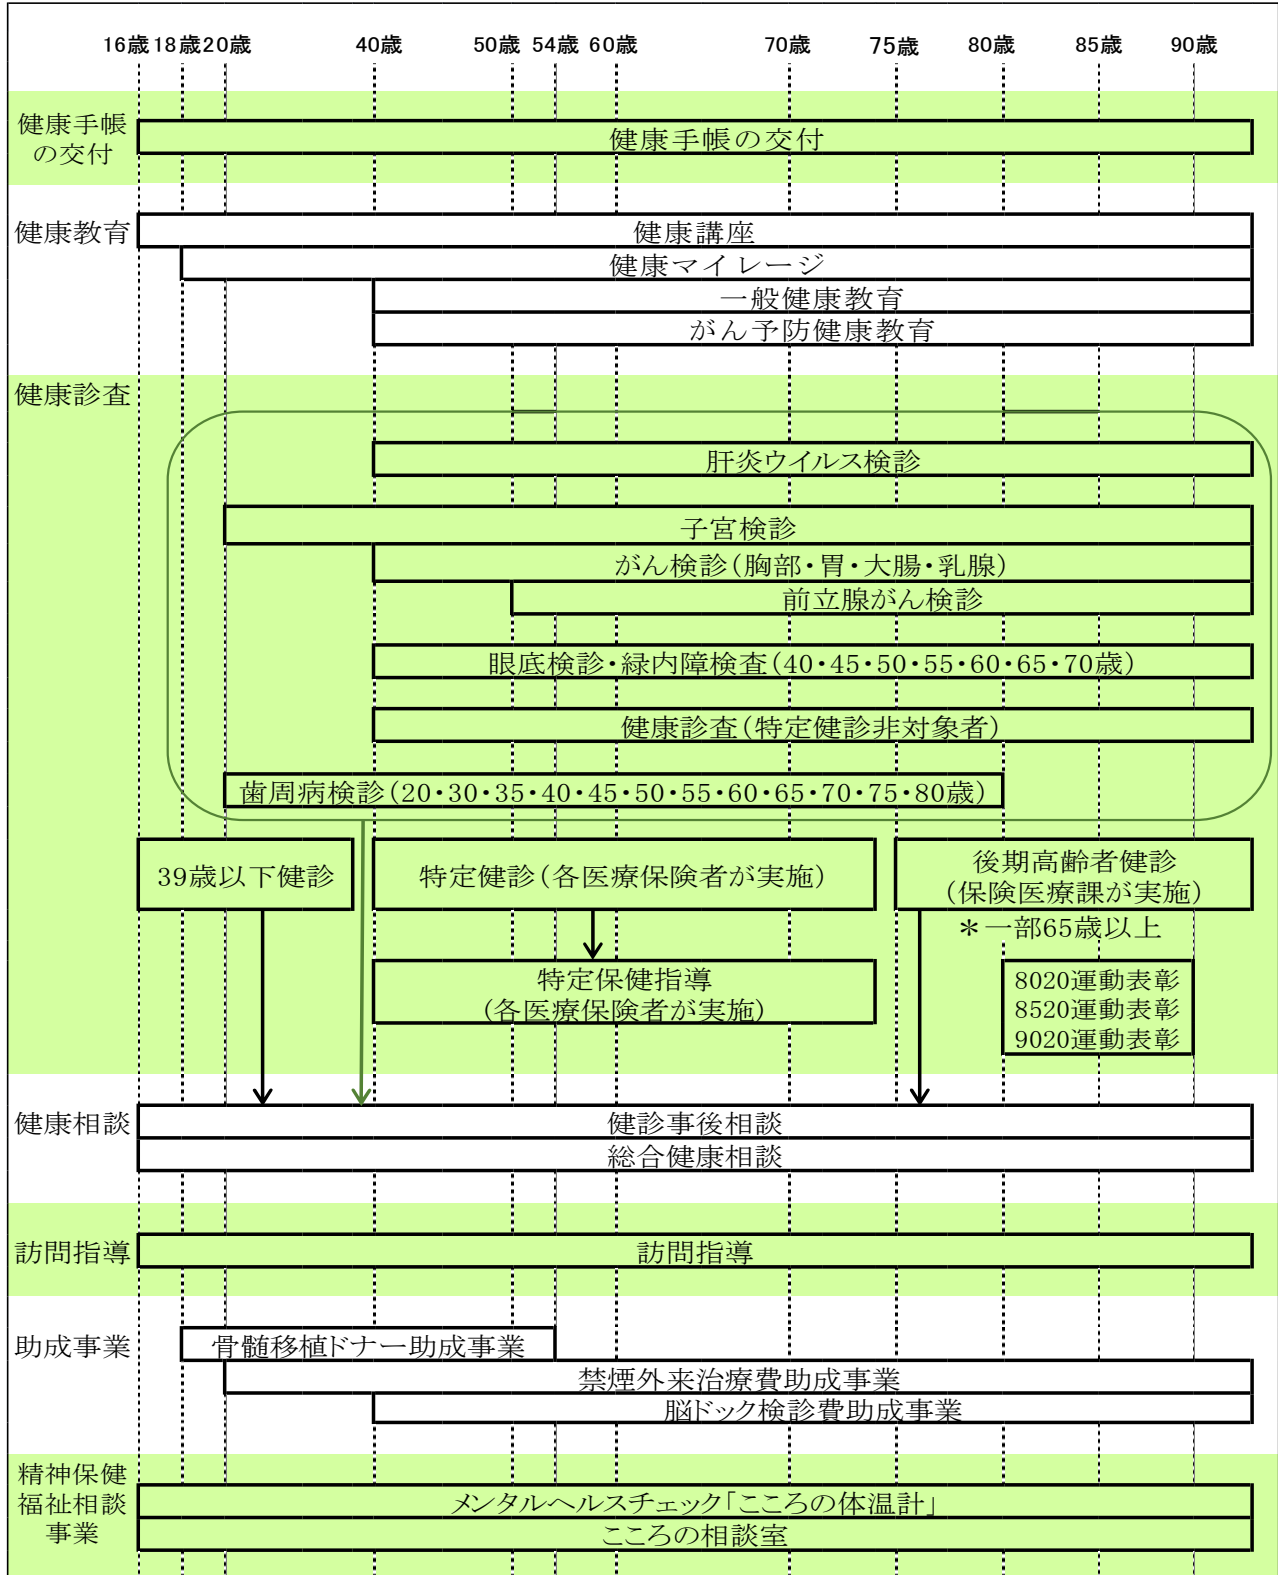 16歳 18歳 20歳 40歳 50歳 54歳 60歳 70歳 75歳 80歳 85歳 90歳
健康手帳
の交付
健康手帳の交付
健康教育
健康講座
健康マイレージ
一般健康教育
がん予防健康教育
健康診査
肝炎ウイルス検診
子宮検診
がん検診(胸部・胃・大腸・乳腺)
前立腺がん検診
眼底検診・緑内障検査(40・45・50・55・60・65・70歳)
健康診査(特定健診非対象者)
歯周病検診(20・30・35・40・45・50・55・60・65・70・75・80歳)
39歳以下健診
特定健診(各医療保険者が実施)
後期高齢者健診
(保険医療課が実施)
＊一部65歳以上
特定保健指導
(各医療保険者が実施)
8020運動表彰
8520運動表彰
9020運動表彰
健康相談
健診事後相談
総合健康相談
訪問指導
訪問指導
助成事業
骨髄移植ドナー助成事業
禁煙外来治療費助成事業
脳ドック検診費助成事業
精神保健
福祉相談
事業
メンタルヘルスチェック「こころの体温計」
こころの相談室